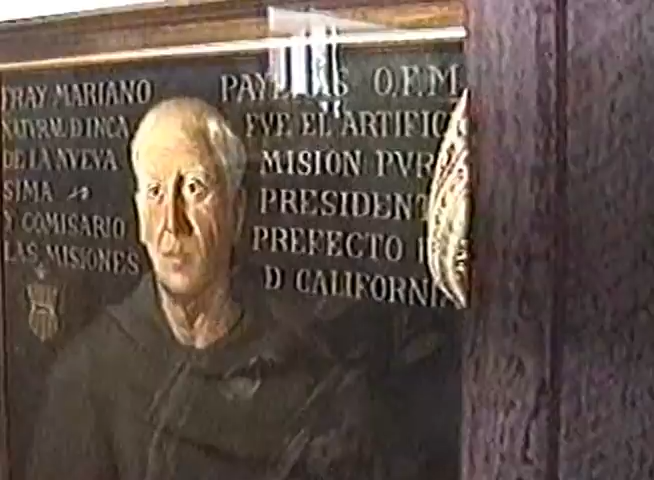 FRAY MARIANO PAYERAS O.F.M
NATVRAL D INCA FVE EL ARTIFIC
DE LA NVEVA MISION PVR
SIMA PRESIDENT
Y COMISARIO PREFECTO
LAS MISIONES D CALIFORNIA